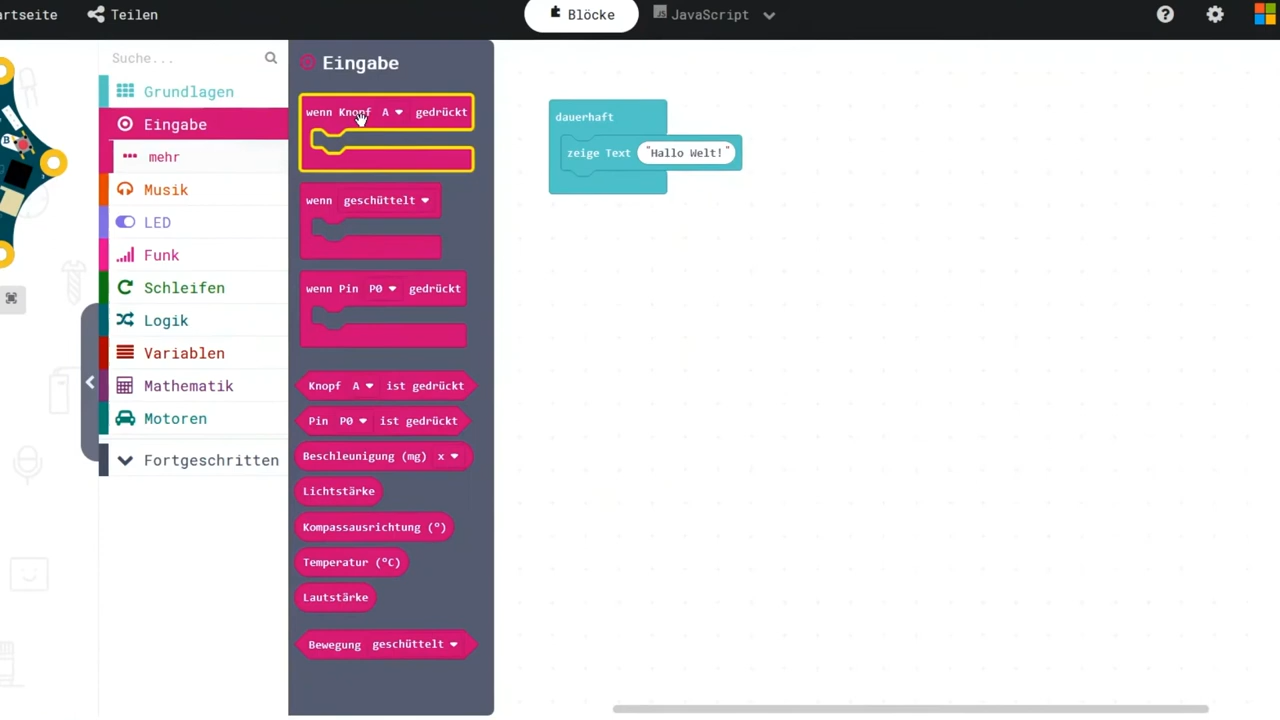 artseite
Teilen
Blöcke
JavaScript
Suche...
Grundlagen
Eingabe
mehr
Musik
LED
Funk
Schleifen
Logik
Variablen
Mathematik
Motoren
Fortgeschritten
Eingabe
wenn Knopf A gedrückt
wenn geschüttelt
wenn Pin P0 gedrückt
Knopf A ist gedrückt
Pin P0 ist gedrückt
Beschleunigung (mg) x
Lichtstärke
Kompassausrichtung (°)
Temperatur (°C)
Lautstärke
Bewegung geschüttelt
dauerhaft
zeige Text "Hallo Welt!"